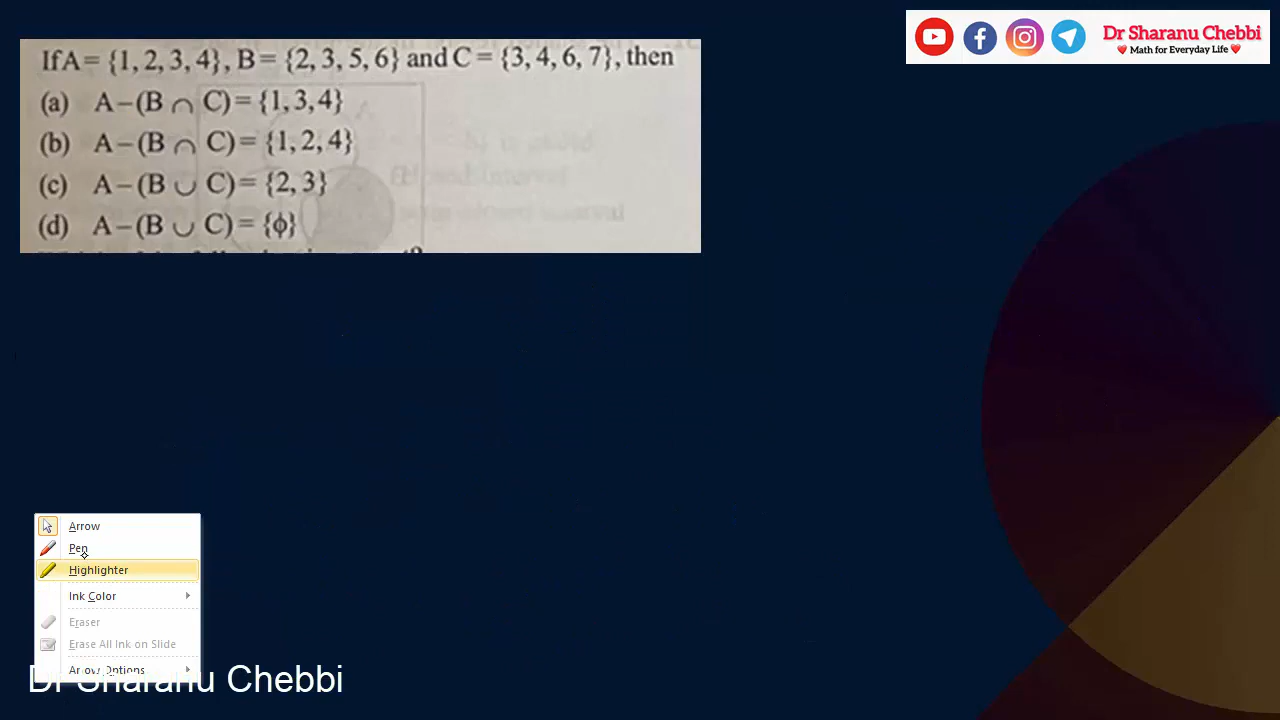 If A = {1, 2, 3, 4}, B = {2, 3, 5, 6} and C = {3, 4, 6, 7}, then
(a) A – (B ∩ C) = {1, 3, 4}
(b) A – (B ∩ C) = {1, 2, 4}
(c) A – (B ∪ C) = {2, 3}
(d) A – (B ∪ C) = {ϕ}
Dr Sharanu Chebbi
❤️ Math for Everyday Life ❤️
Arrow
Pen
Highlighter
Ink Color
Eraser
Erase All Ink on Slide
Arrow Options
Dr Sharanu Chebbi